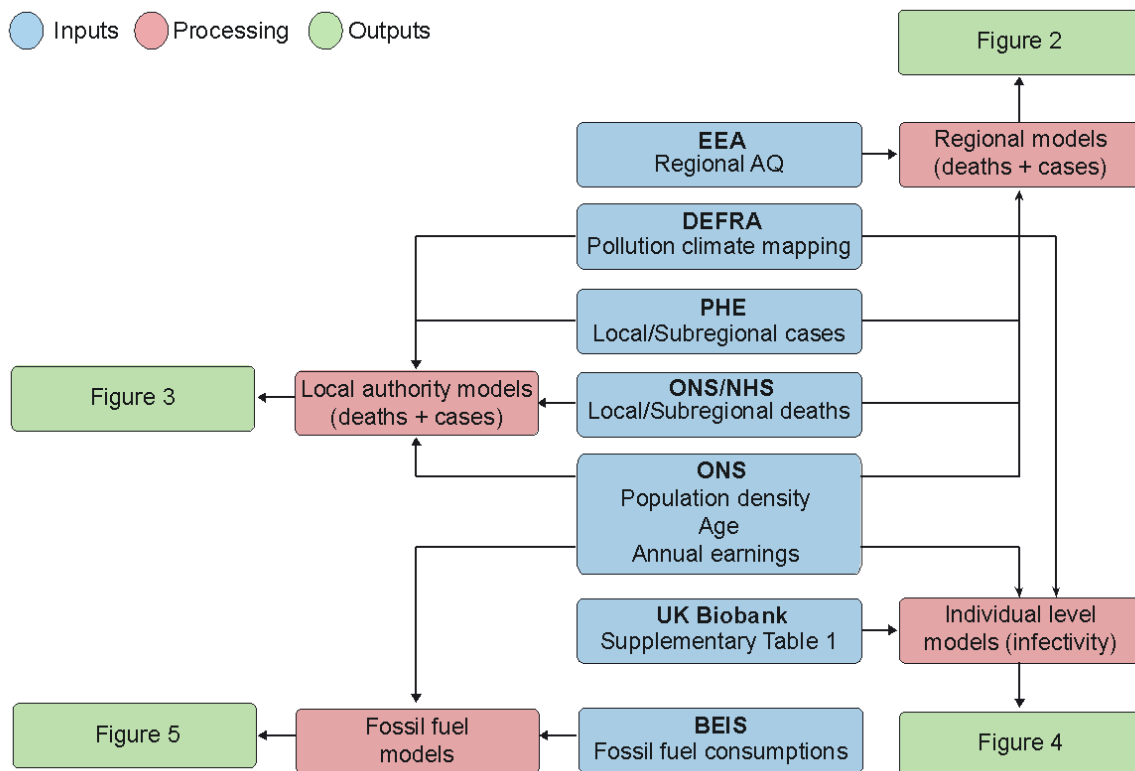 Inputs
Processing
Outputs
Figure 2
EEA
Regional AQ
Regional models
(deaths + cases)
DEFRA
Pollution climate mapping
PHE
Local/Subregional cases
Figure 3
Local authority models
(deaths + cases)
ONS/NHS
Local/Subregional deaths
ONS
Population density
Age
Annual earnings
UK Biobank
Supplementary Table 1
Individual level
models (infectivity)
Figure 5
Fossil fuel
models
BEIS
Fossil fuel consumptions
Figure 4